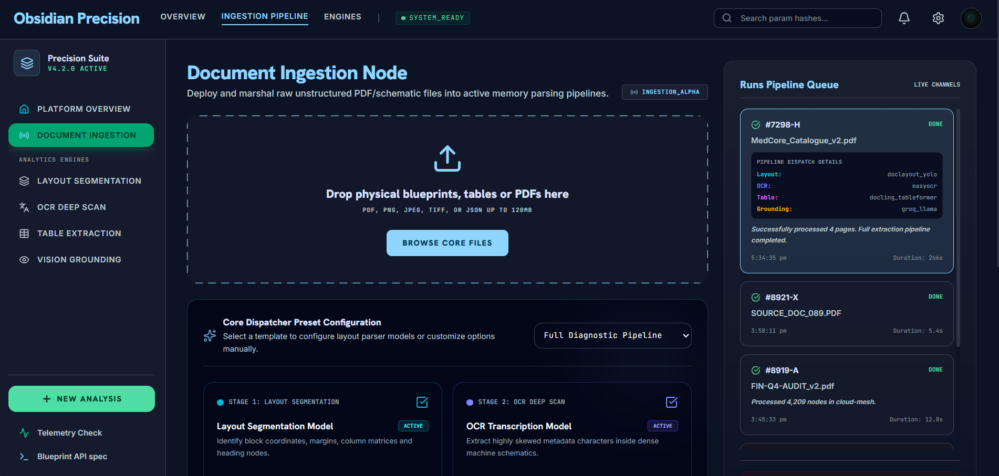 Obsidian Precision
OVERVIEW
INGESTION PIPELINE
ENGINES
SYSTEM_READY
Search param hashes...
Precision Suite
V4.2.0 ACTIVE
PLATFORM OVERVIEW
DOCUMENT INGESTION
ANALYTICS ENGINES
LAYOUT SEGMENTATION
OCR DEEP SCAN
TABLE EXTRACTION
VISION GROUNDING
NEW ANALYSIS
Telemetry Check
Blueprint API spec
Document Ingestion Node
Deploy and marshal raw unstructured PDF/schematic files into active memory parsing pipelines.
INGESTION_ALPHA
Drop physical blueprints, tables or PDFs here
PDF, PNG, JPEG, TIFF, OR JSON UP TO 120MB
BROWSE CORE FILES
Core Dispatcher Preset Configuration
Select a template to configure layout parser models or customize options
manually.
Full Diagnostic Pipeline
STAGE 1: LAYOUT SEGMENTATION
Layout Segmentation Model
ACTIVE
Identify block coordinates, margins, column matrices and
heading nodes.
STAGE 2: OCR DEEP SCAN
OCR Transcription Model
ACTIVE
Extract highly skewed metadata characters inside dense
machine schematics.
Runs Pipeline Queue
LIVE CHANNELS
#7298-H
DONE
MedCore_Catalogue_v2.pdf
PIPELINE DISPATCH DETAILS
Layout: doclayout_yolo
OCR: easyocr
Table: docling_tableformer
Grounding: groq_llama
Successfully processed 4 pages. Full extraction pipeline
completed.
5:34:35 pm
Duration: 266s
#8921-X
DONE
SOURCE_DOC_089.PDF
3:58:11 pm
Duration: 5.4s
#8919-A
DONE
FIN-Q4-AUDIT_v2.pdf
Processed 4,209 nodes in cloud-mesh.
3:45:33 pm
Duration: 12.8s